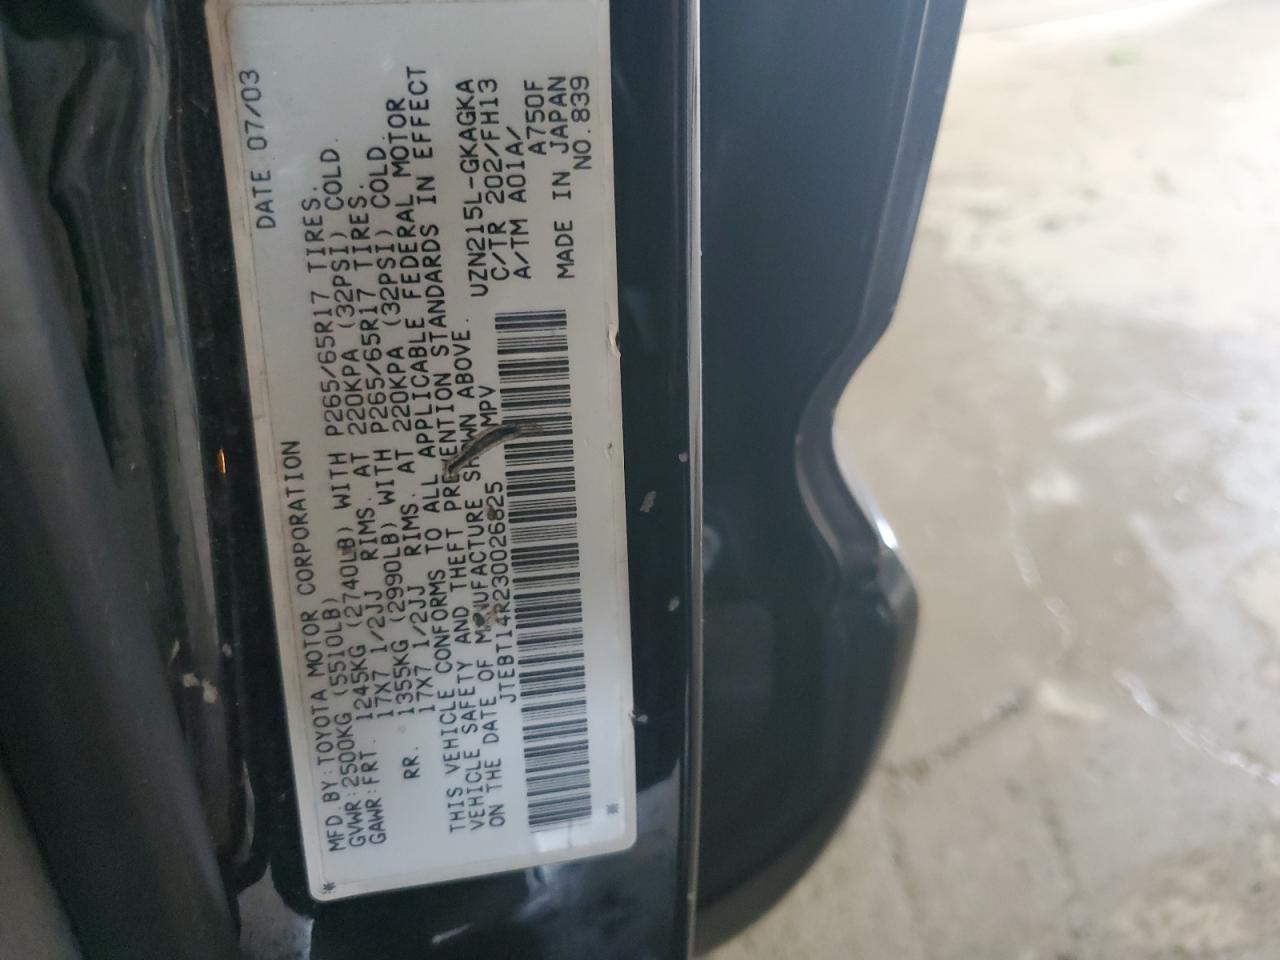 MFD.BY:TOYOTA MOTOR CORPORATION DATE 07/03
GVWR:2500KG (5510LB)
GAWR:FRT. 1245KG (2740LB) WITH P265/65R17 TIRES.
17X7 1/2JJ RIMS. AT 220KPA (32PSI) COLD.
RR. 1355KG (2990LB) WITH P265/65R17 TIRES.
17X7 1/2JJ RIMS. AT 220KPA (32PSI) COLD
THIS VEHICLE CONFORMS TO ALL APPLICABLE FEDERAL MOTOR
VEHICLE SAFETY AND THEFT PREVENTION STANDARDS IN EFFECT
ON THE DATE OF MANUFACTURE SHOWN ABOVE.
JTEBT14R230026825 MPV
UZN215L-GKAGKA
C/TR 202/FH13
A/TM A01A/
A750F
MADE IN JAPAN
NO.839